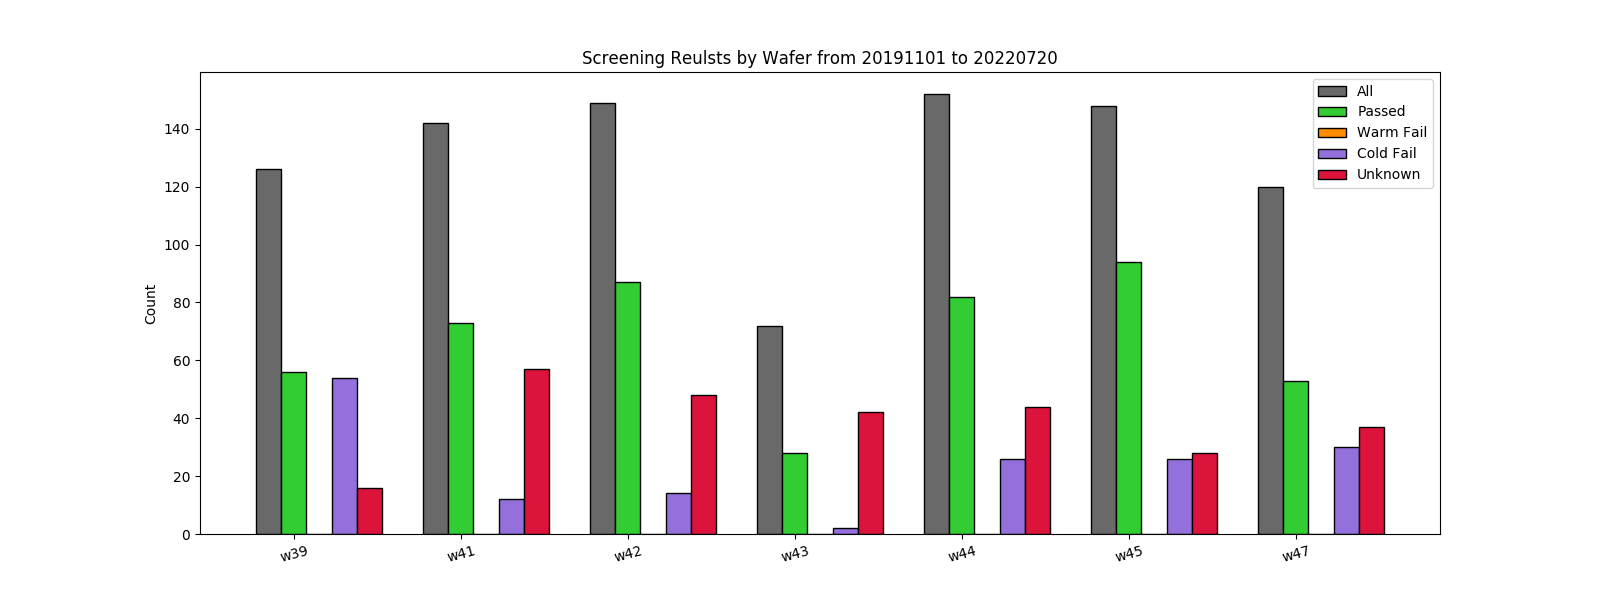 Screening Reulsts by Wafer from 20191101 to 20220720
All
Passed
Warm Fail
Cold Fail
Unknown
Count
140
120
100
80
60
40
20
0
w39
w41
w42
w43
w44
w45
w47